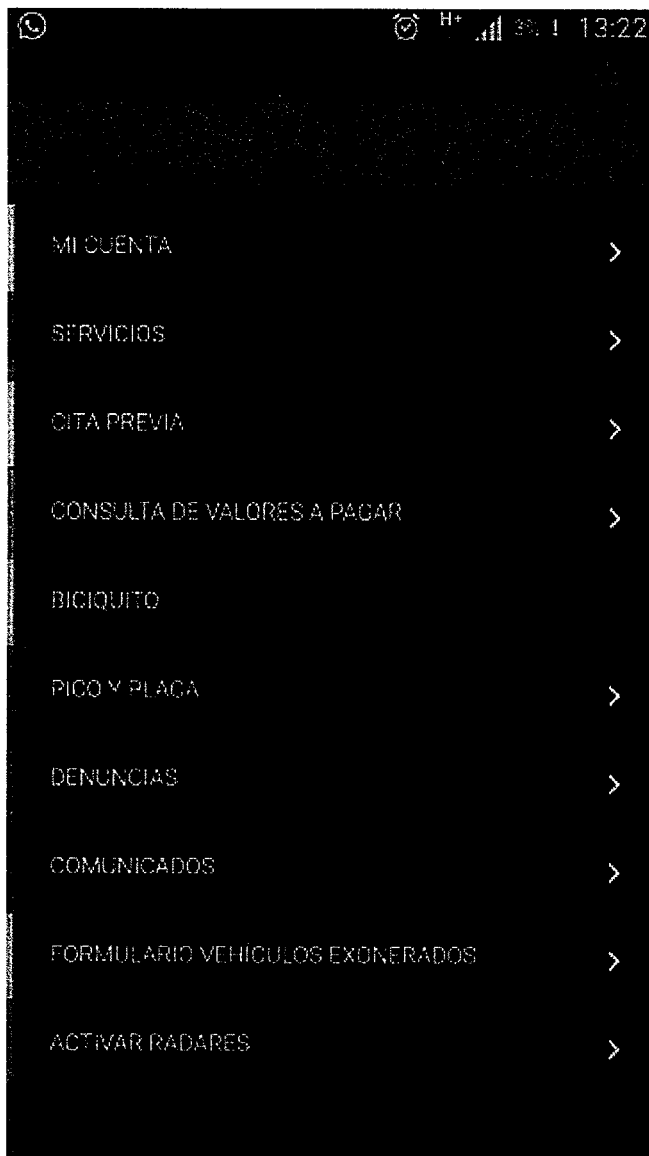 H+ 3% ! 13:22
MI CUENTA
SERVICIOS
CITA PREVIA
CONSULTA DE VALORES A PAGAR
BICIQUITO
PICO Y PLACA
DENUNCIAS
COMUNICADOS
FORMULARIO VEHÍCULOS EXONERADOS
ACTIVAR RADARES